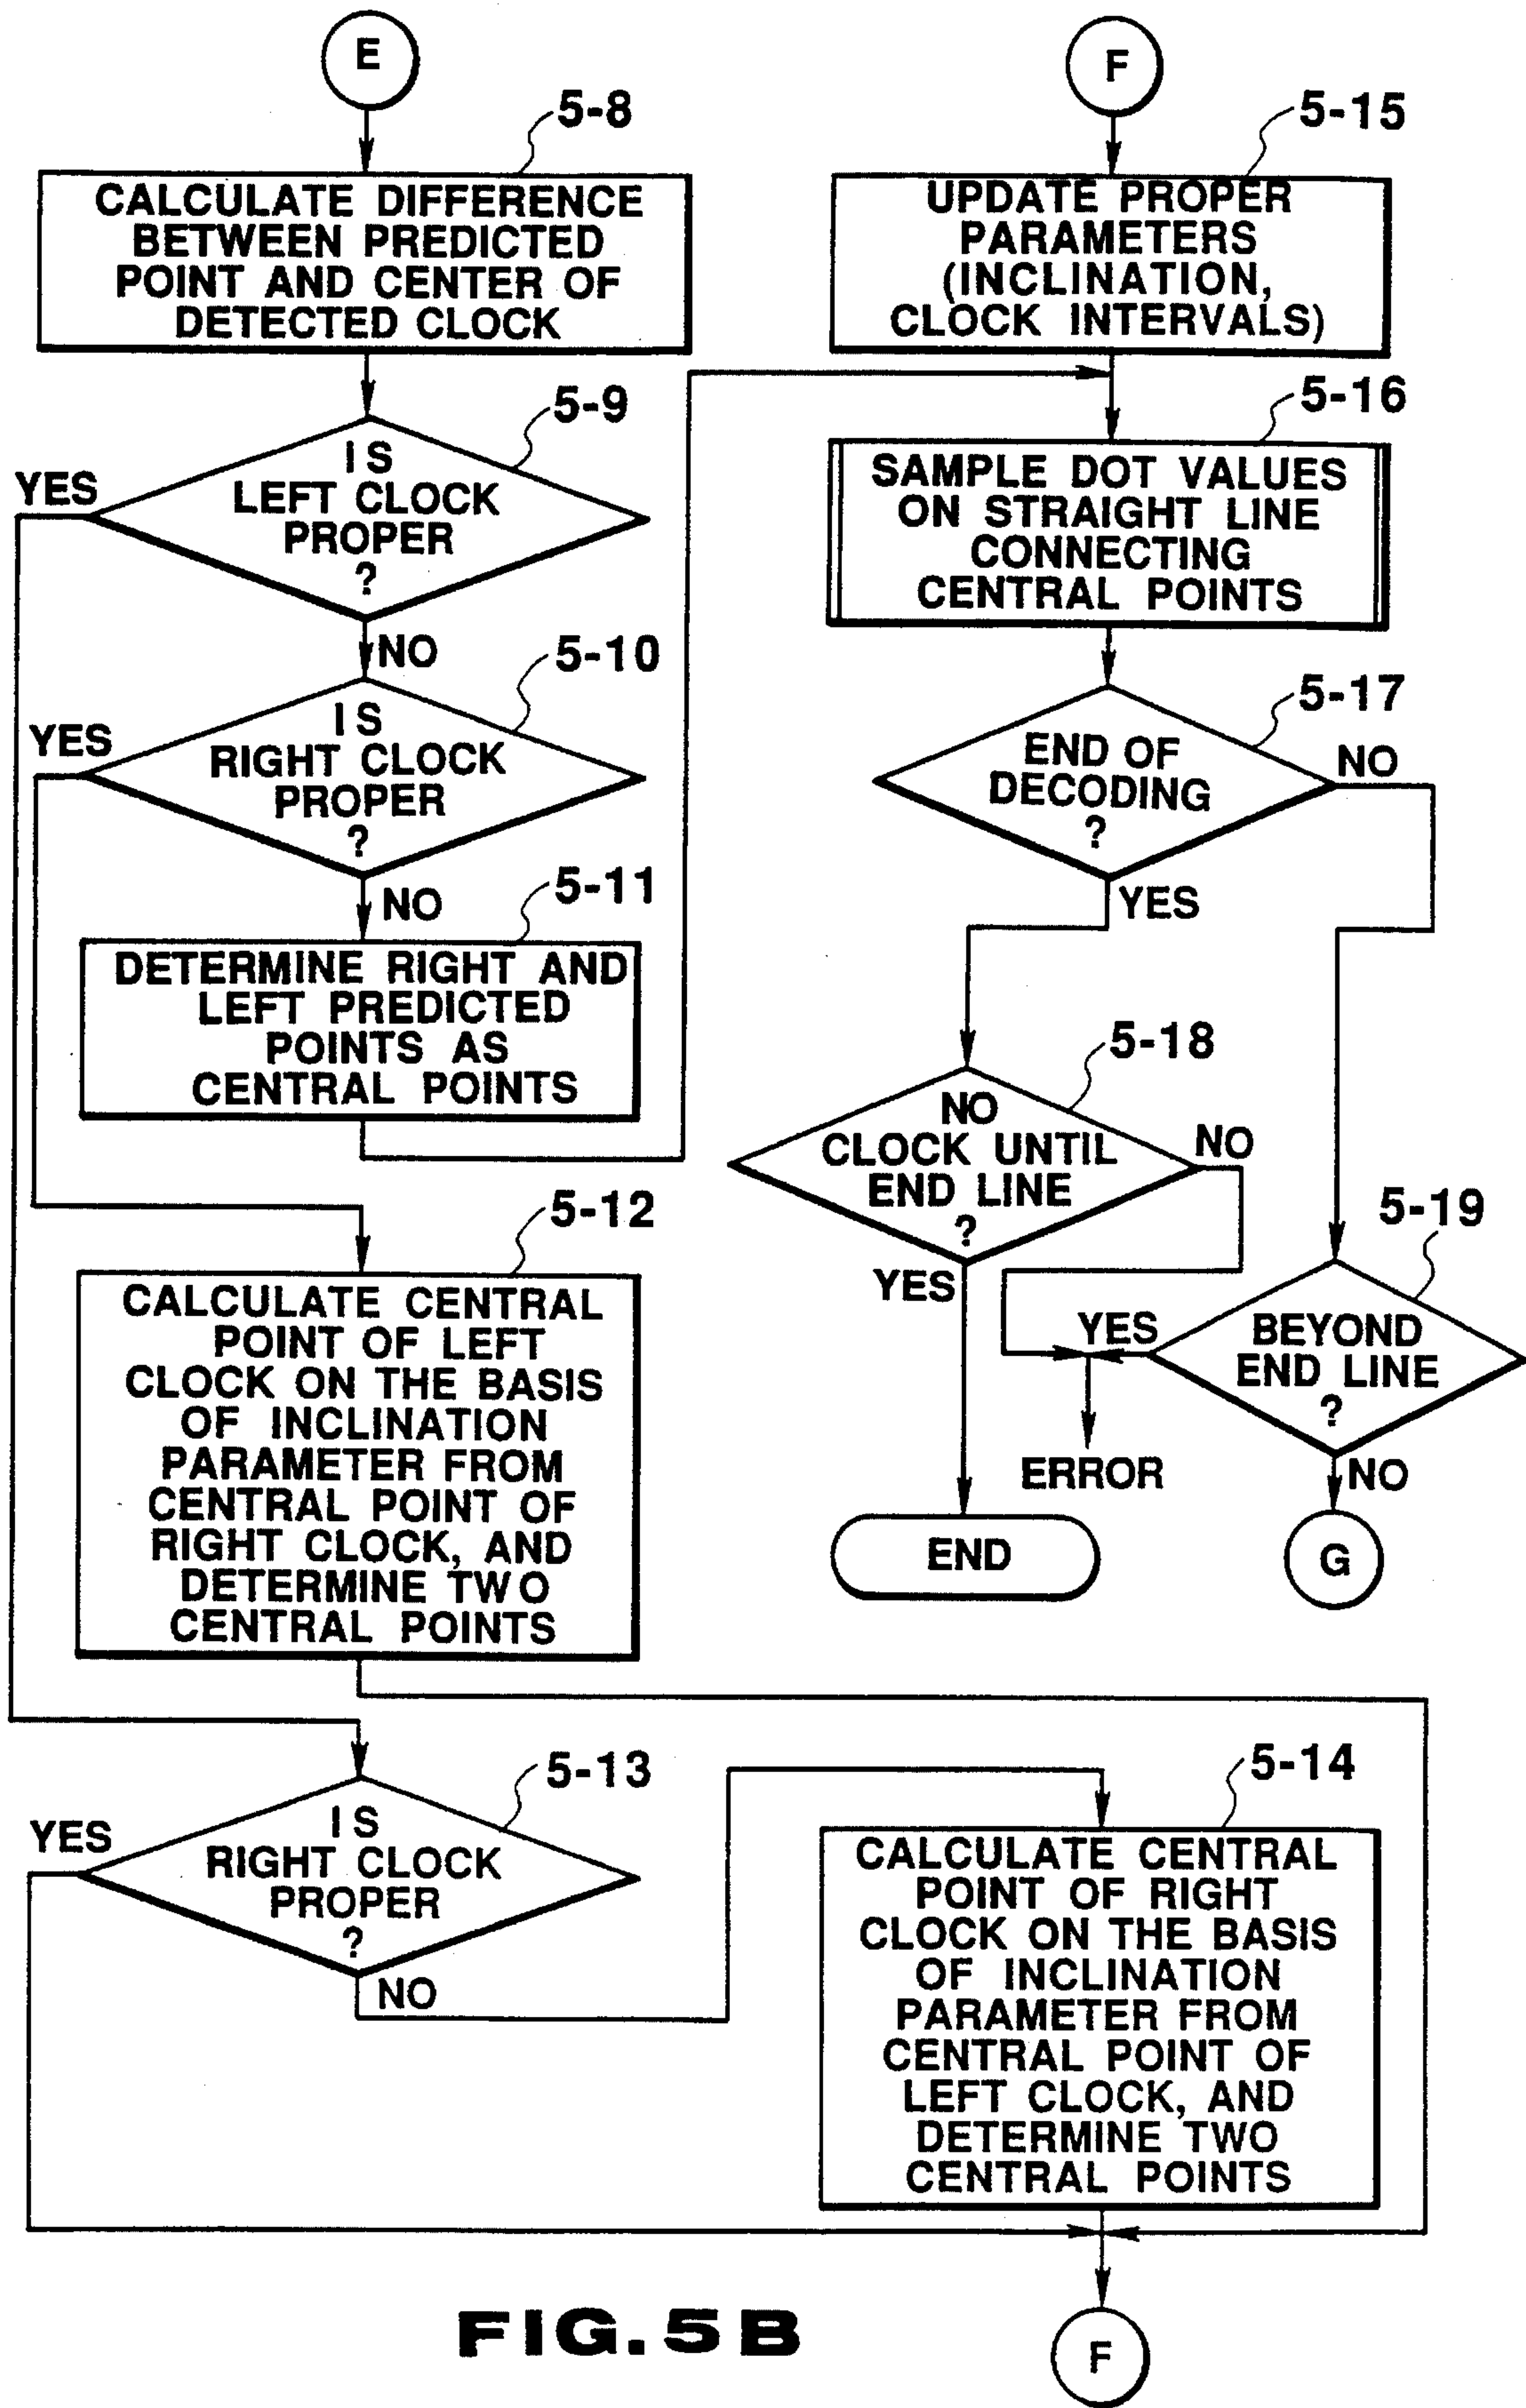 E
5-8
CALCULATE DIFFERENCE
BETWEEN PREDICTED
POINT AND CENTER OF
DETECTED CLOCK
5-9
IS
LEFT CLOCK
PROPER
?
YES
NO
5-10
IS
RIGHT CLOCK
PROPER
?
YES
NO
5-11
DETERMINE RIGHT AND
LEFT PREDICTED
POINTS AS
CENTRAL POINTS
5-12
CALCULATE CENTRAL
POINT OF LEFT
CLOCK ON THE BASIS
OF INCLINATION
PARAMETER FROM
CENTRAL POINT OF
RIGHT CLOCK, AND
DETERMINE TWO
CENTRAL POINTS
5-13
IS
RIGHT CLOCK
PROPER
?
YES
NO
5-14
CALCULATE CENTRAL
POINT OF RIGHT
CLOCK ON THE BASIS
OF INCLINATION
PARAMETER FROM
CENTRAL POINT OF
LEFT CLOCK, AND
DETERMINE TWO
CENTRAL POINTS
F
F
5-15
UPDATE PROPER
PARAMETERS
(INCLINATION,
CLOCK INTERVALS)
5-16
SAMPLE DOT VALUES
ON STRAIGHT LINE
CONNECTING
CENTRAL POINTS
5-17
END OF
DECODING
?
NO
YES
5-18
NO
CLOCK UNTIL
END LINE
?
NO
YES
5-19
BEYOND
END LINE
?
YES
NO
ERROR
END
G
FIG. 5B